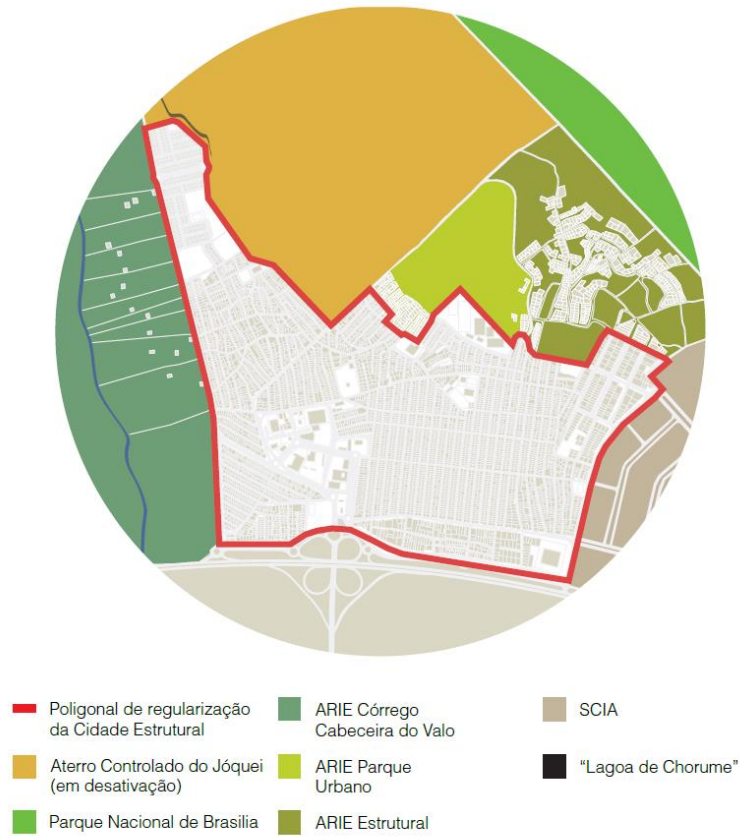 Poligonal de regularização
da Cidade Estrutural
Aterro Controlado do Jóquei
(em desativação)
Parque Nacional de Brasilia
ARIE Córrego
Cabeceira do Valo
ARIE Parque
Urbano
ARIE Estrutural
SCIA
"Lagoa de Chorume"